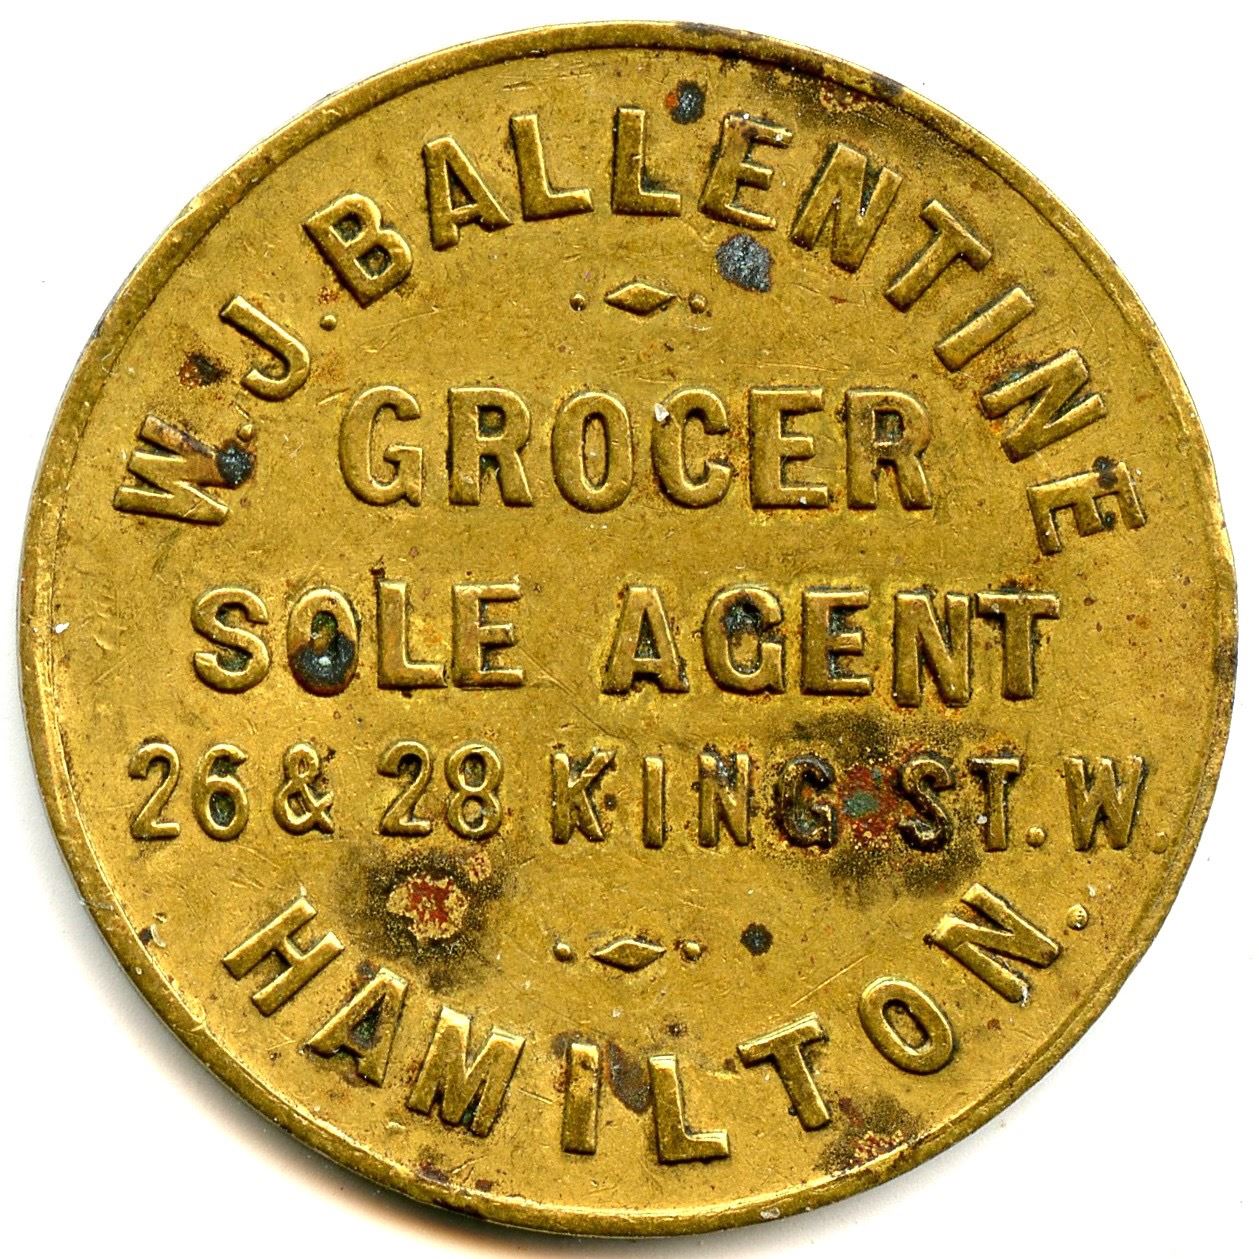 W.J. BALLENTINE
GROCER
SOLE AGENT
26 & 28 KING ST. W.
HAMILTON.